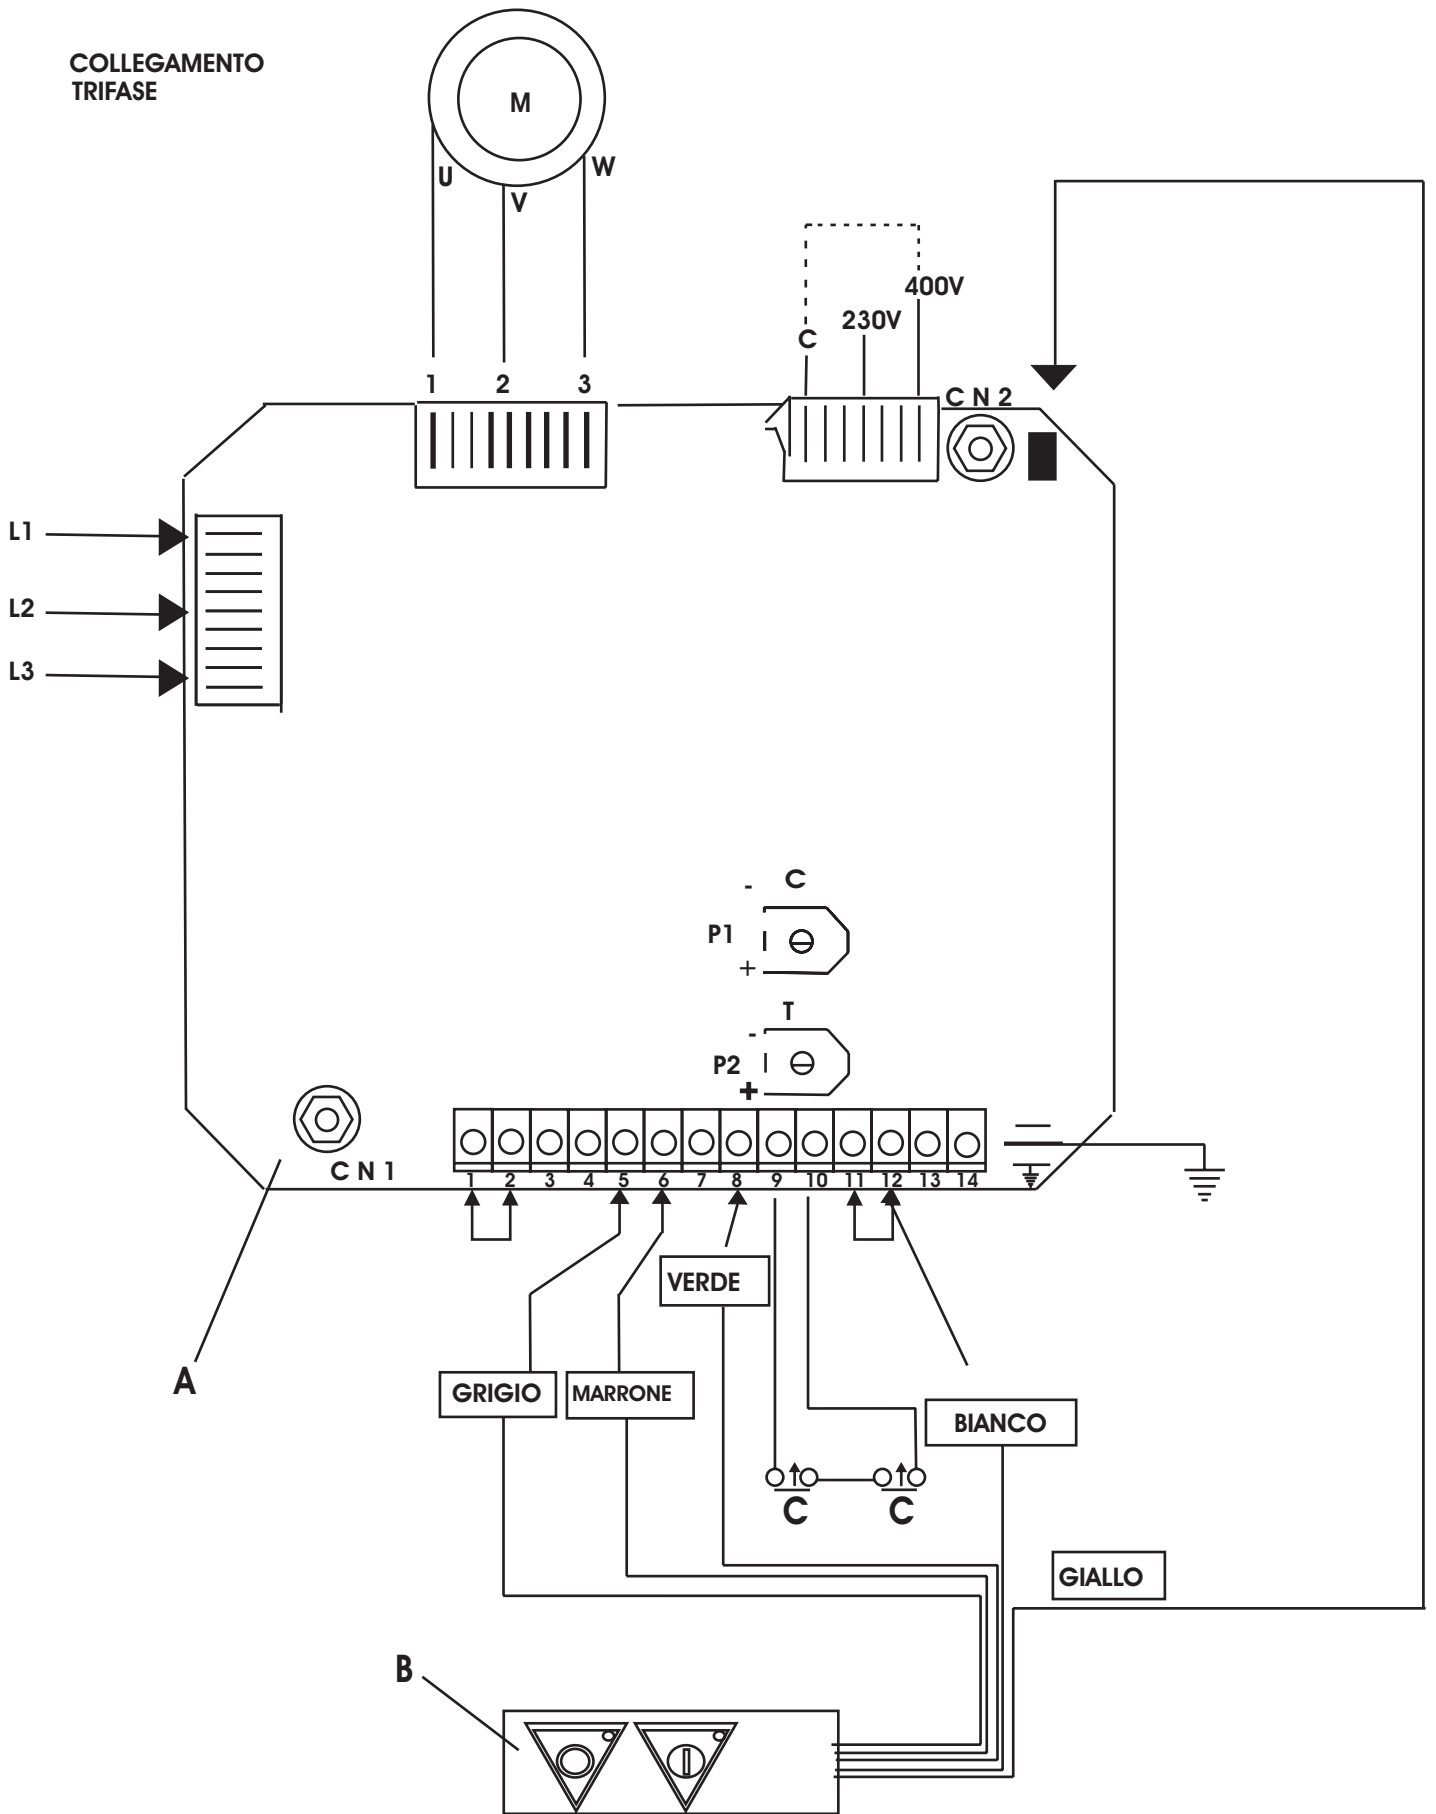 COLLEGAMENTO
TRIFASE
M
U
W
V
400V
230V
C
1 2 3
C N 2
L1
L2
L3
- C
P1
+
T
-
P2
+
C N 1
1 2 3 4 5 6 7 8 9 10 11 12 13 14
VERDE
A
GRIGIO
MARRONE
BIANCO
C C
GIALLO
B